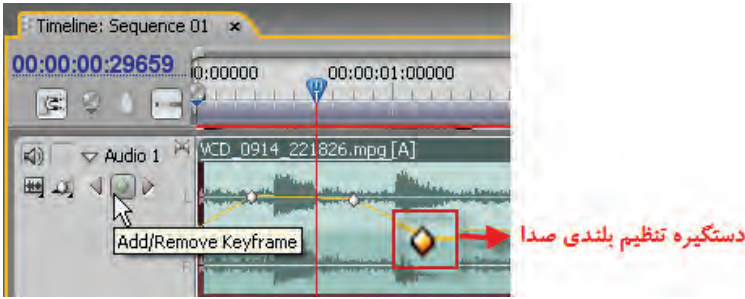 Timeline: Sequence 01 ×
00:00:00:29659
0:00000 00:00:01:00000
Audio 1
VCD_0914_221826.mpg [A]
L
Add/Remove Keyframe
دستگیره تنظیم بلندی صدا
R